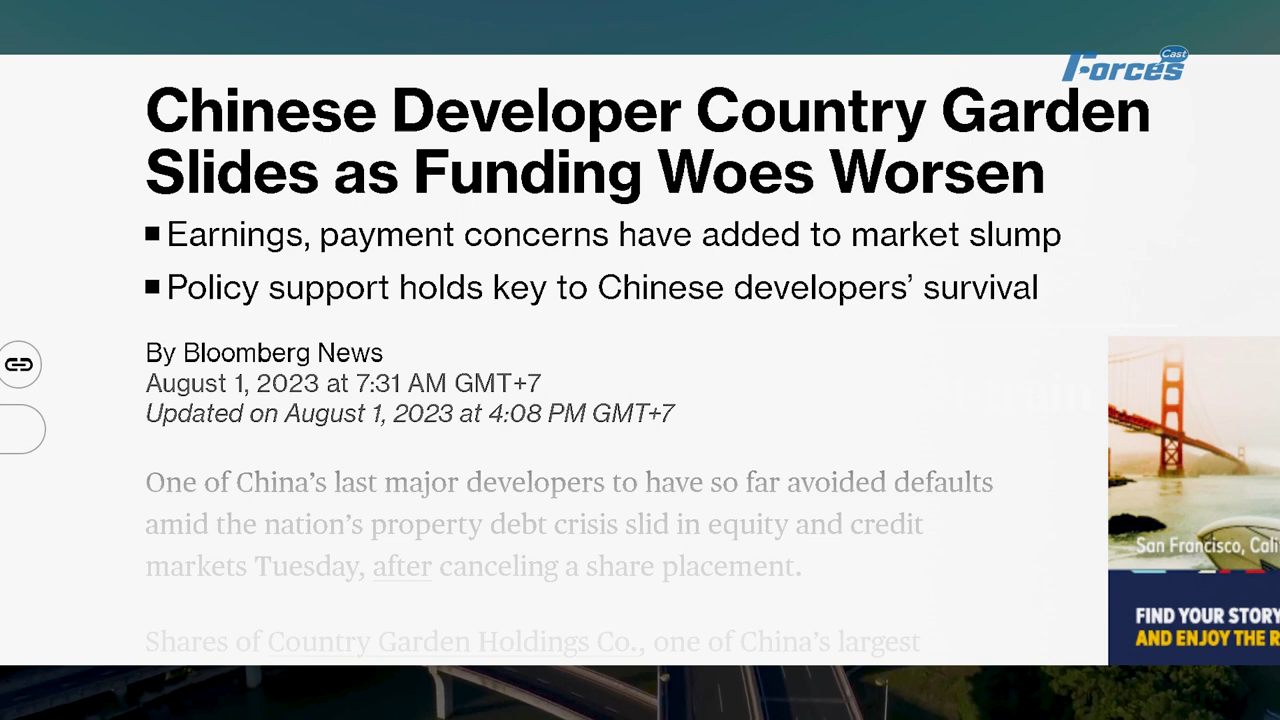 Cast
Forces
Chinese Developer Country Garden
Slides as Funding Woes Worsen
■ Earnings, payment concerns have added to market slump
■ Policy support holds key to Chinese developers’ survival
By Bloomberg News
August 1, 2023 at 7:31 AM GMT+7
Updated on August 1, 2023 at 4:08 PM GMT+7
One of China’s last major developers to have so far avoided defaults
amid the nation’s property debt crisis slid in equity and credit
markets Tuesday, after canceling a share placement.
Shares of Country Garden Holdings Co., one of China’s largest
San Francisco, Cali
FIND YOUR STORY
AND ENJOY THE R